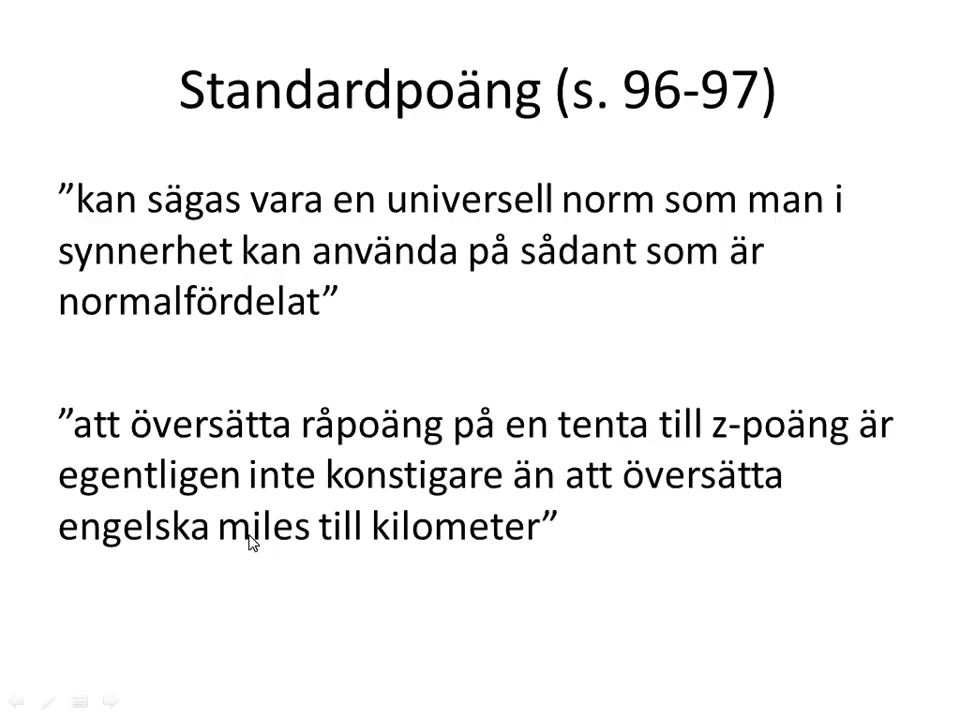 Standardpoäng (s. 96-97)
”kan sägas vara en universell norm som man i
synnerhet kan använda på sådant som är
normalfördelat”
”att översätta råpoäng på en tenta till z-poäng är
egentligen inte konstigare än att översätta
engelska miles till kilometer”